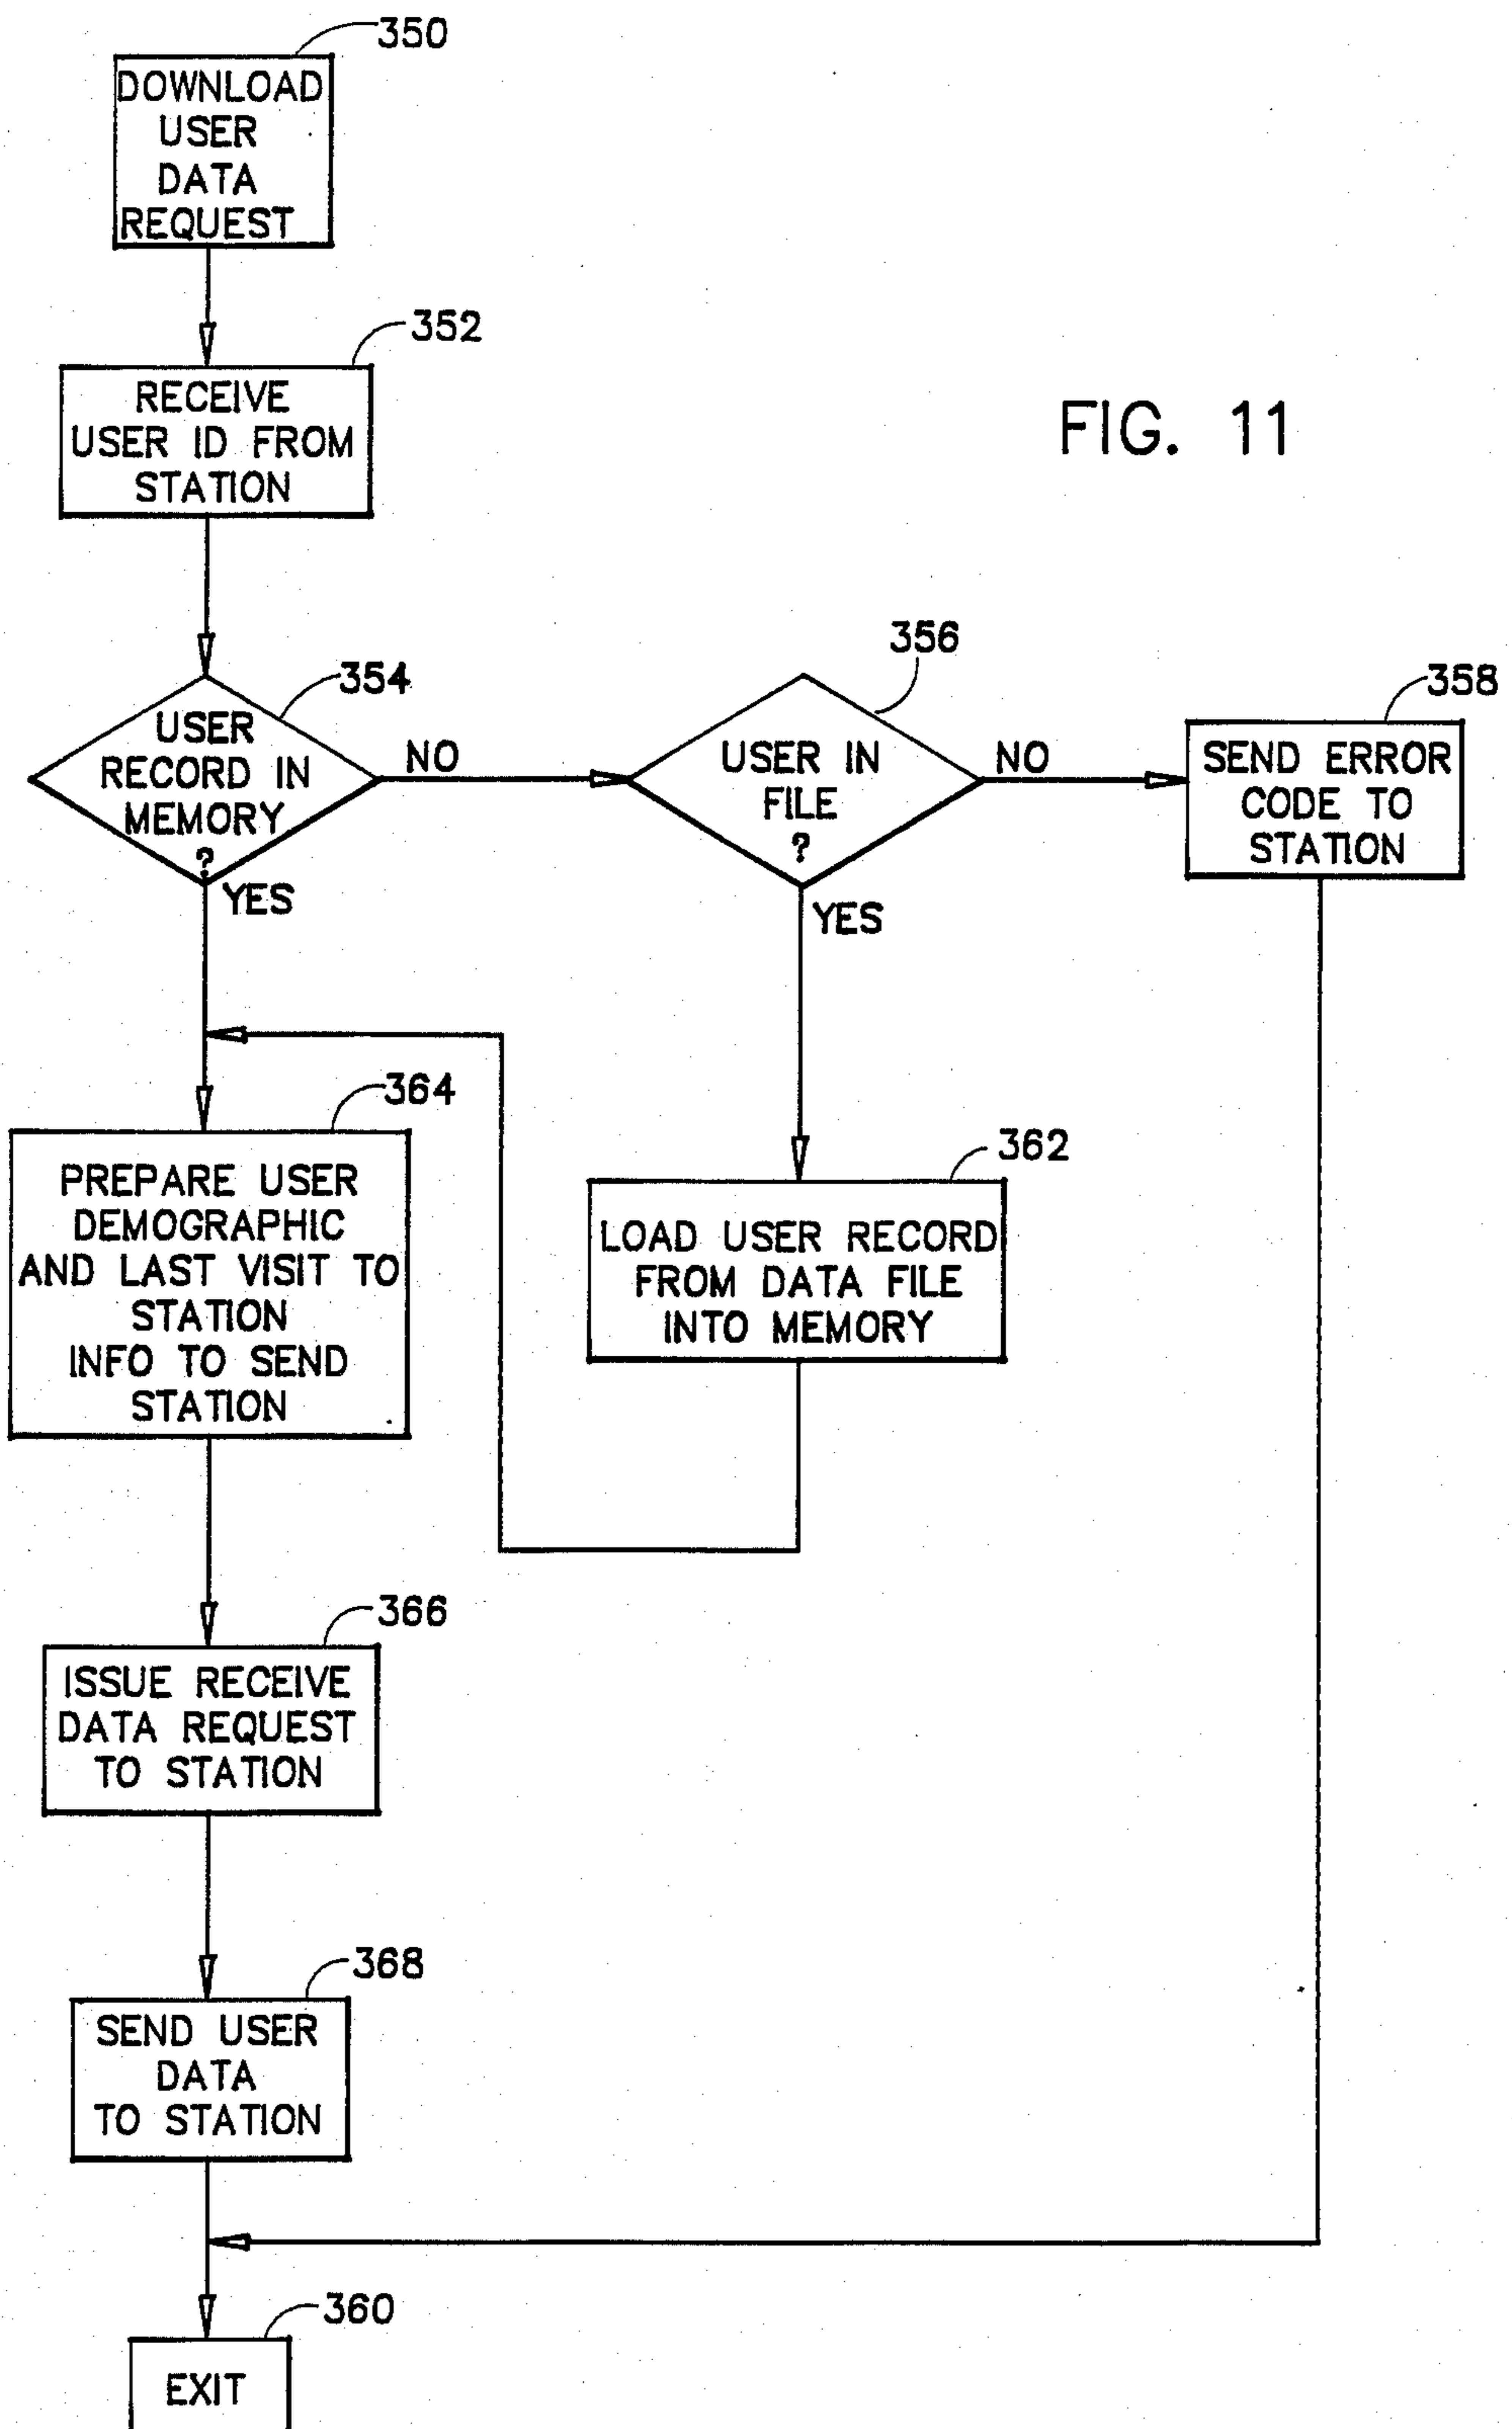 350
DOWNLOAD
USER
DATA
REQUEST
352
RECEIVE
USER ID FROM
STATION
FIG. 11
354
USER
RECORD IN
MEMORY
?
NO
YES
356
USER IN
FILE
?
NO
YES
358
SEND ERROR
CODE TO
STATION
364
PREPARE USER
DEMOGRAPHIC
AND LAST VISIT TO
STATION
INFO TO SEND
STATION
362
LOAD USER RECORD
FROM DATA FILE
INTO MEMORY
366
ISSUE RECEIVE
DATA REQUEST
TO STATION
368
SEND USER
DATA
TO STATION
360
EXIT